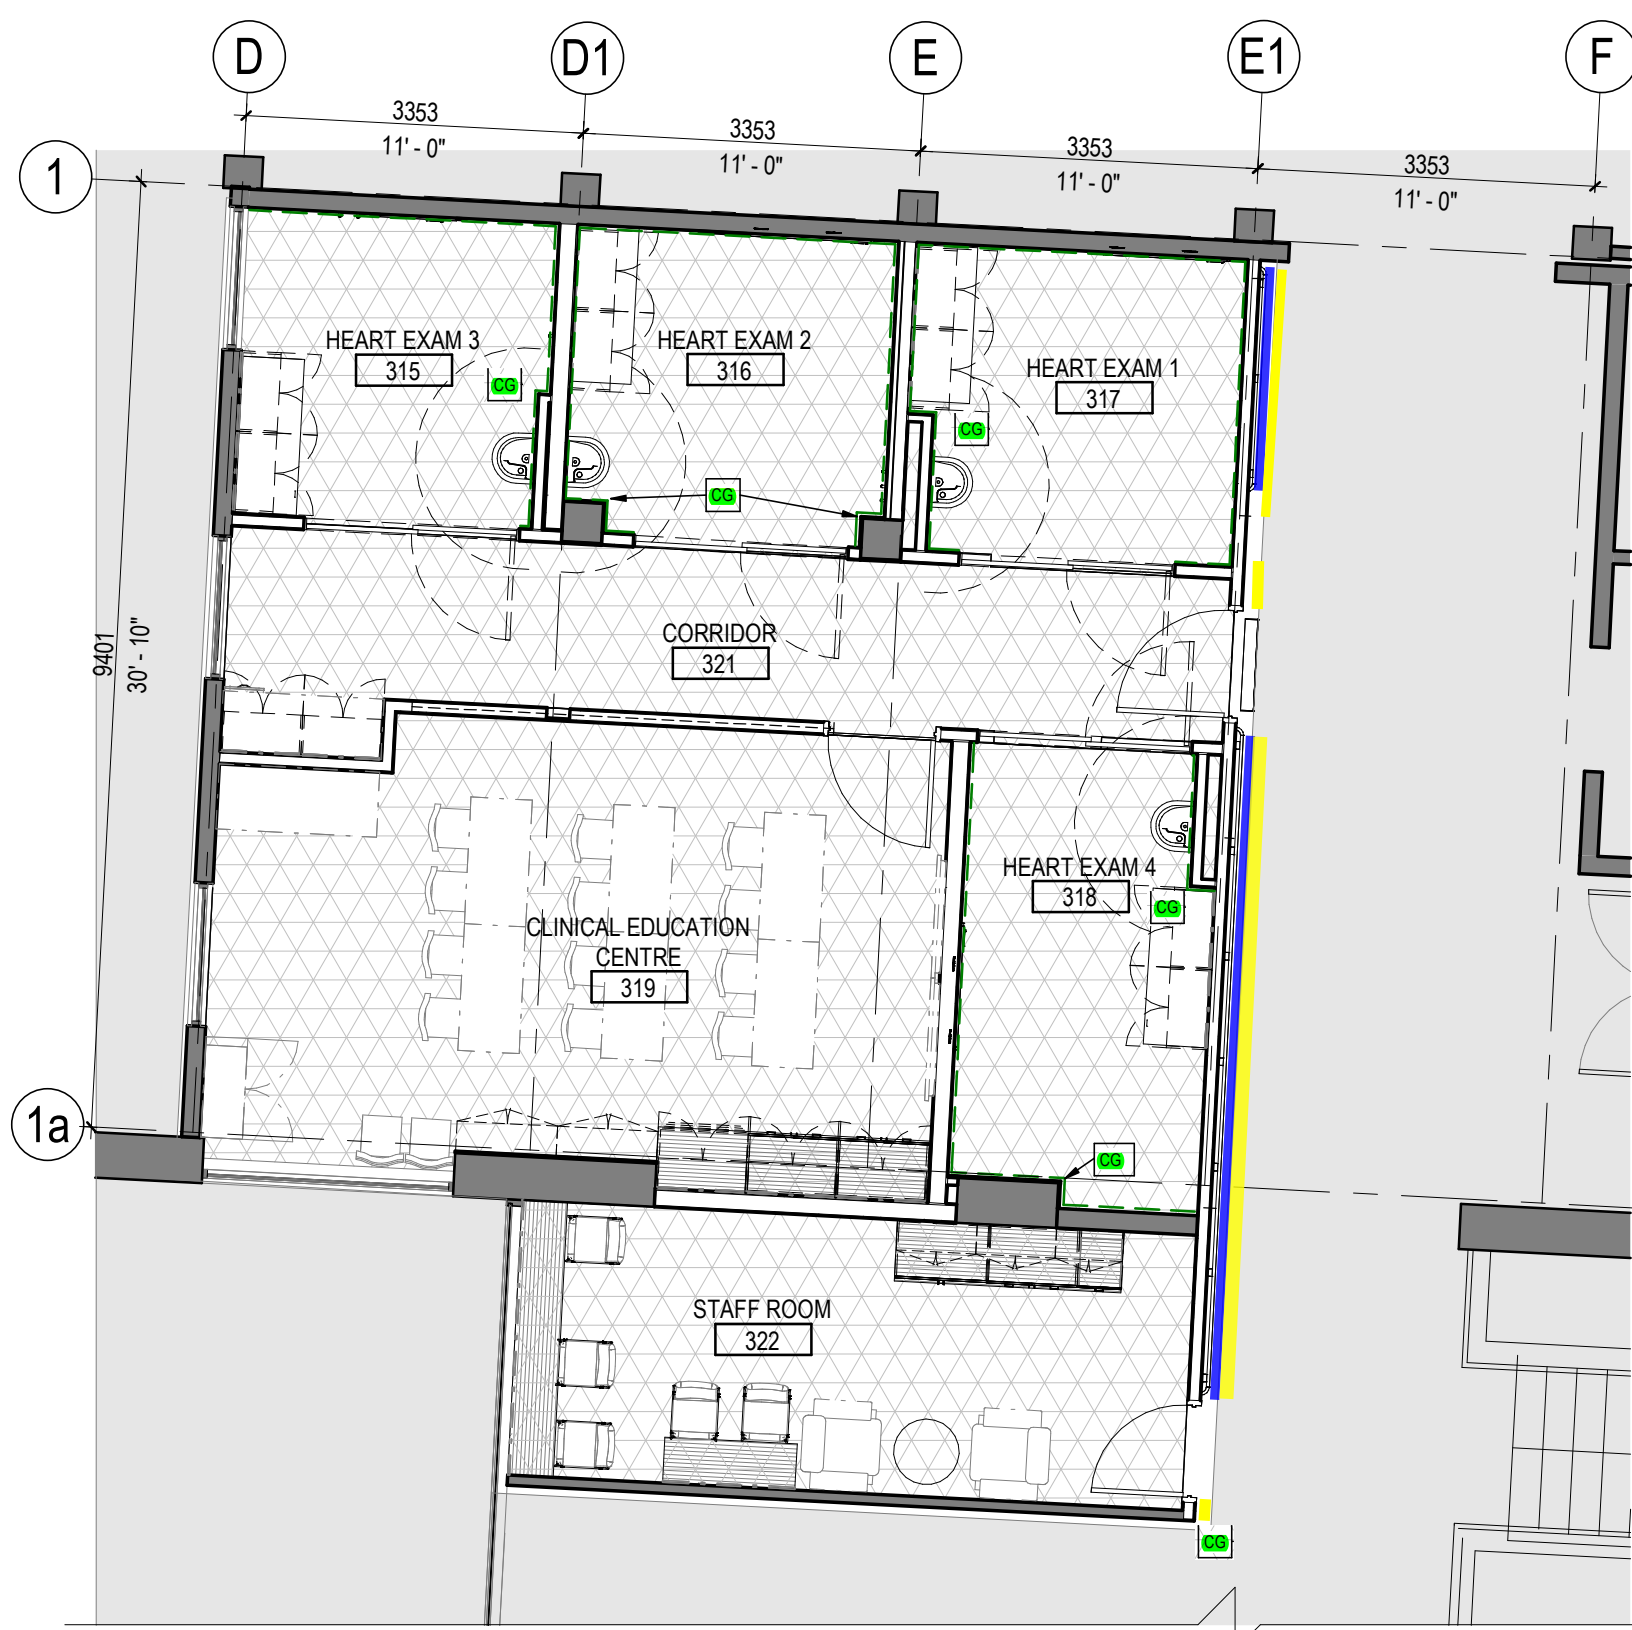 D
D1
E
E1
F
1
3353
11' - 0"
3353
11' - 0"
3353
11' - 0"
3353
11' - 0"
HEART EXAM 3
315
CG
HEART EXAM 2
316
CG
HEART EXAM 1
317
CG
9401
30' - 10"
CORRIDOR
321
CLINICAL EDUCATION
CENTRE
319
HEART EXAM 4
318
CG
1a
CG
STAFF ROOM
322
CG